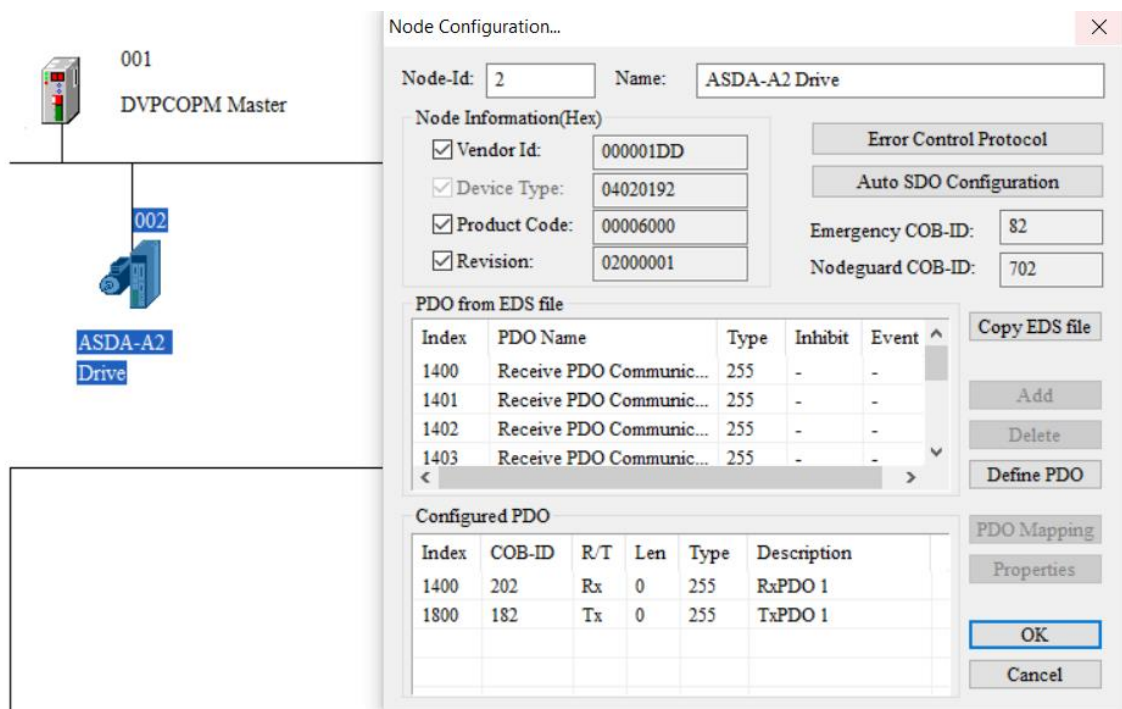 001
DVPCOPM Master
002
ASDA-A2
Drive
Node Configuration...
Node-Id: 2 Name: ASDA-A2 Drive
Node Information(Hex)
Vendor Id: 000001DD
Device Type: 04020192
Product Code: 00006000
Revision: 02000001
Error Control Protocol
Auto SDO Configuration
Emergency COB-ID: 82
Nodeguard COB-ID: 702
PDO from EDS file
Index PDO Name Type Inhibit Event
1400 Receive PDO Communic... 255 - -
1401 Receive PDO Communic... 255 - -
1402 Receive PDO Communic... 255 - -
1403 Receive PDO Communic... 255 - -
Copy EDS file
Add
Delete
Define PDO
Configured PDO
Index COB-ID R/T Len Type Description
1400 202 Rx 0 255 RxPDO 1
1800 182 Tx 0 255 TxPDO 1
PDO Mapping
Properties
OK
Cancel